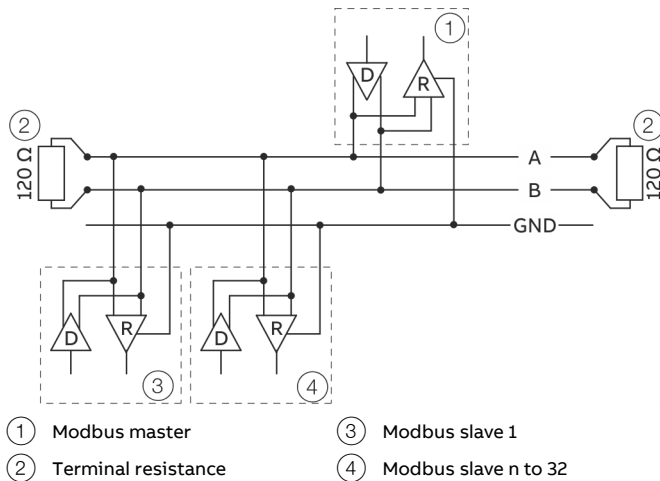 ①
D
R
②
②
120 Ω
A
120 Ω
B
GND
D
R
D
R
③
④
① Modbus master
③ Modbus slave 1
② Terminal resistance
④ Modbus slave n to 32